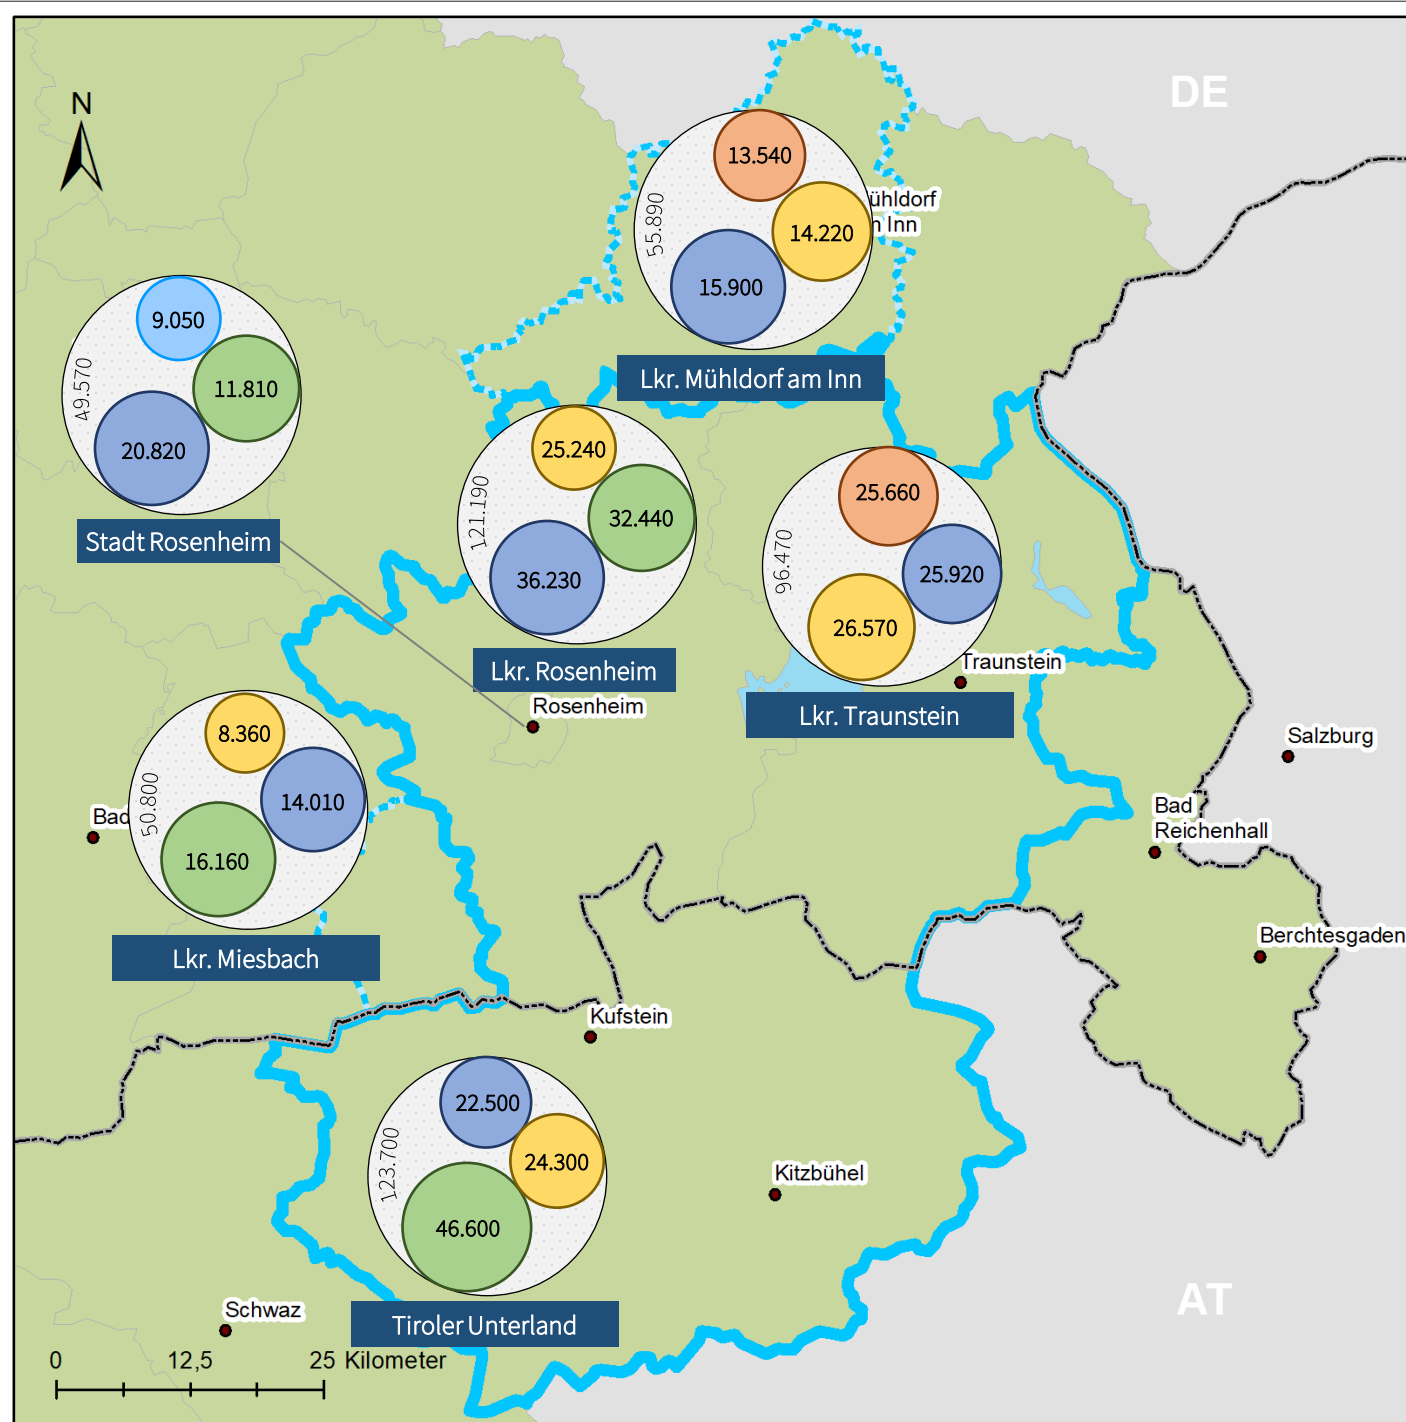 DE
N
13.540
55.890
14.220
15.900
ühldorf
n Inn
Lkr. Mühldorf am Inn
9.050
49.570
11.810
20.820
Stadt Rosenheim
25.240
121.190
32.440
36.230
Lkr. Rosenheim
Rosenheim
25.660
96.470
25.920
26.570
Traunstein
Lkr. Traunstein
Salzburg
8.360
50.800
14.010
16.160
Bad
Lkr. Miesbach
Bad
Reichenhall
Berchtesgaden
Kufstein
22.500
123.700
24.300
46.600
Tiroler Unterland
Kitzbühel
AT
Schwaz
0 12,5 25 Kilometer